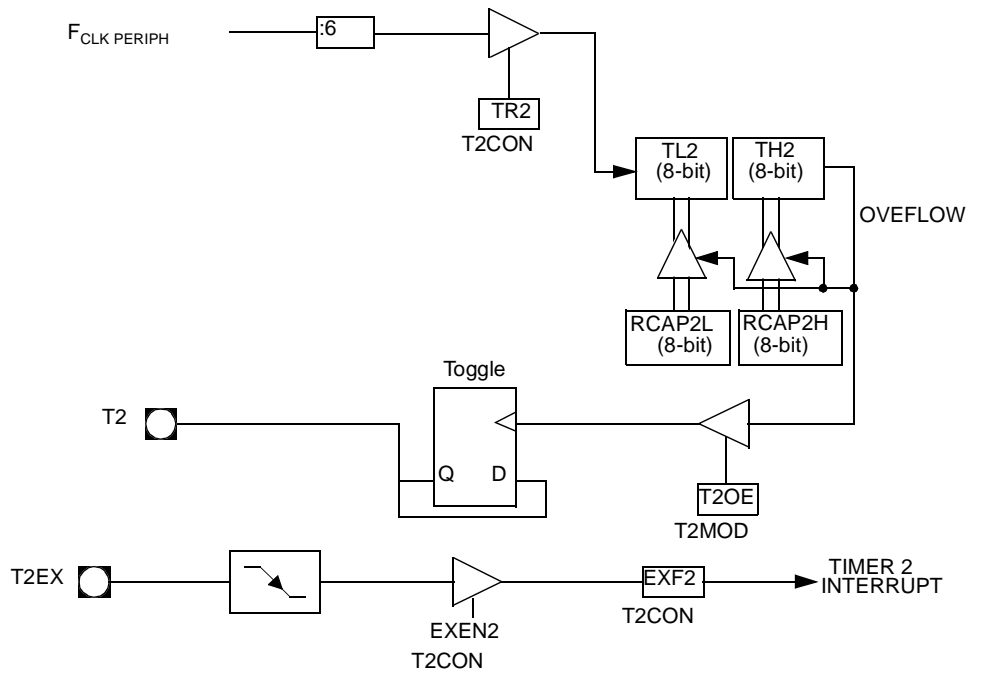 FCLK PERIPH
:6
TR2
T2CON
TL2
(8-bit)
TH2
(8-bit)
OVEFLOW
RCAP2L
(8-bit)
RCAP2H
(8-bit)
Toggle
T2
Q
D
T2OE
T2MOD
T2EX
EXEN2
T2CON
EXF2
T2CON
TIMER 2
INTERRUPT